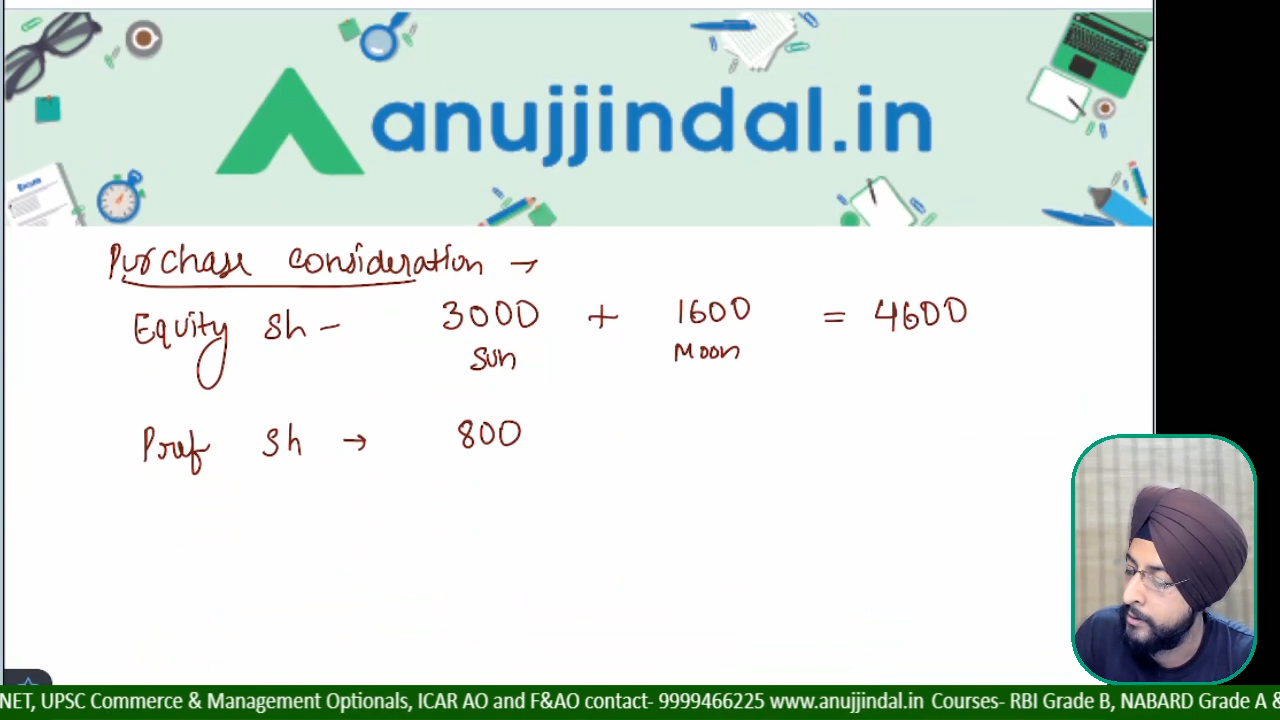 anujjindal.in
Purchase consideration →
Equity Sh – 3000 + 1600 = 4600
Sun Moon
Pref Sh → 800
NET, UPSC Commerce & Management Optionals, ICAR AO and F&AO contact- 9999466225 www.anujjindal.in Courses- RBI Grade B, NABARD Grade A &